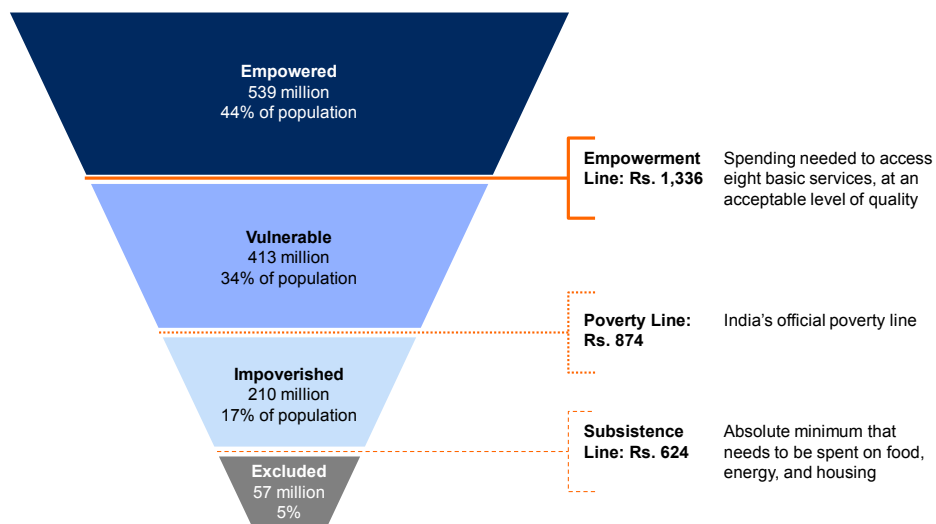 Empowered
539 million
44% of population
Empowerment
Line: Rs. 1,336
Spending needed to access
eight basic services, at an
acceptable level of quality
Vulnerable
413 million
34% of population
Poverty Line:
Rs. 874
India’s official poverty line
Impoverished
210 million
17% of population
Subsistence
Line: Rs. 624
Absolute minimum that
needs to be spent on food,
energy, and housing
Excluded
57 million
5%